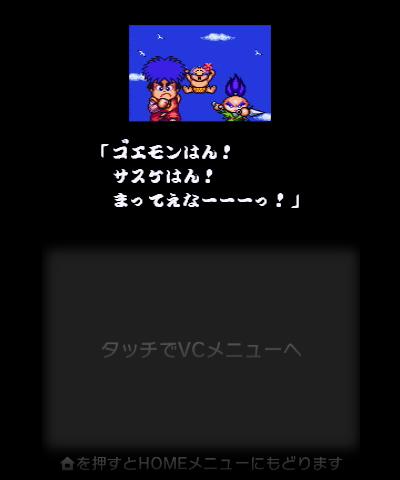 「ゴエモンはん！
サスケはん！
まってえなーーーっ！」
タッチでVCメニューへ
を押すとHOMEメニューにもどります